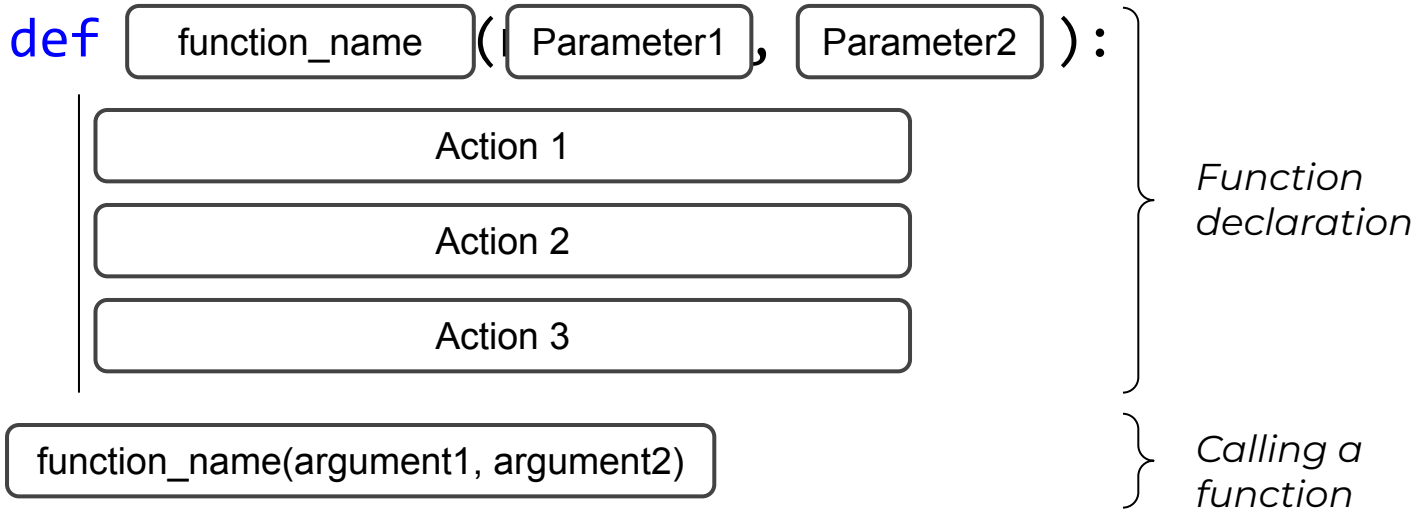 def function_name ( Parameter1 , Parameter2 ):
Action 1
Action 2
Action 3
Function
declaration
function_name(argument1, argument2)
Calling a
function